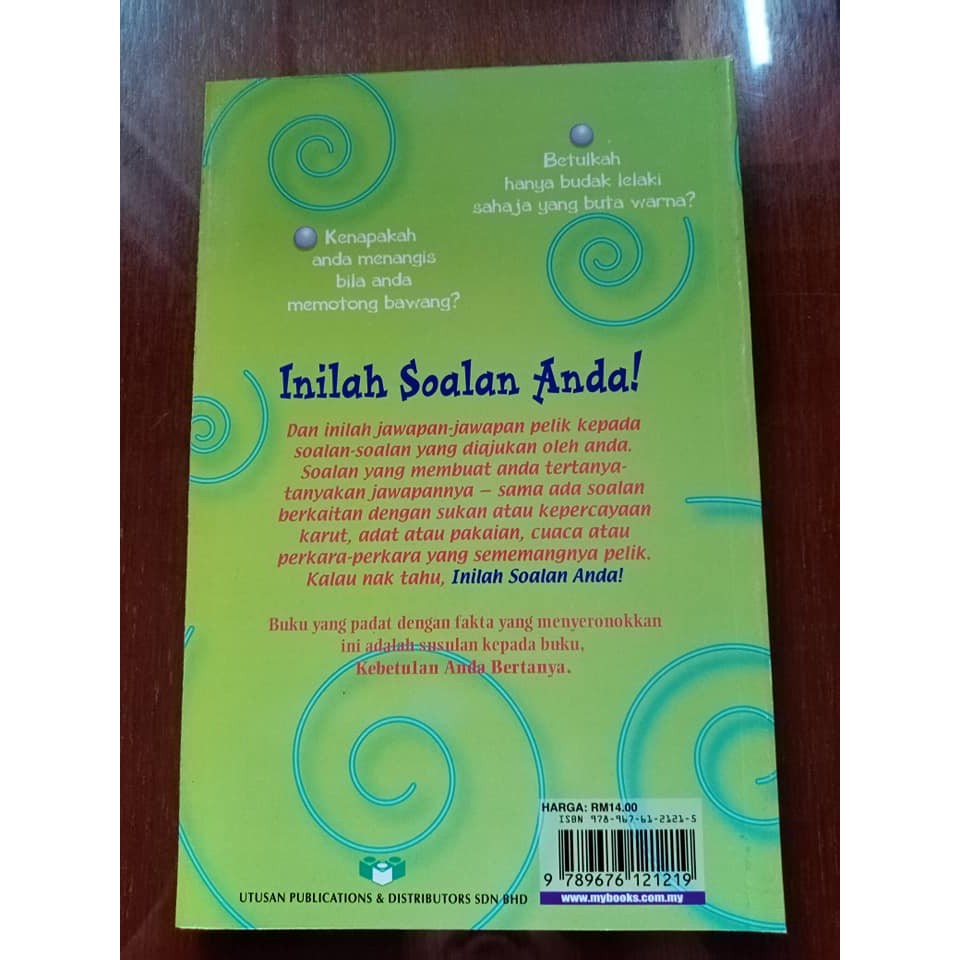 Betulkah
hanya budak lelaki
sahaja yang buta warna?
Kenapakah
anda menangis
bila anda
memotong bawang?
Inilah Soalan Anda!
Dan inilah jawapan-jawapan pelik kepada
soalan-soalan yang diajukan oleh anda.
Soalan yang membuat anda tertanya-
tanyakan jawapannya – sama ada soalan
berkaitan dengan sukan atau kepercayaan
karut, adat atau pakaian, cuaca atau
perkara-perkara yang sememangnya pelik.
Kalau nak tahu, Inilah Soalan Anda!
Buku yang padat dengan fakta yang menyeronokkan
ini adalah susulan kepada buku,
Kebetulan Anda Bertanya.
HARGA: RM14.00
ISBN 978-967-61-2121-5
9 789676 121219
www.mybooks.com.my
UTUSAN PUBLICATIONS & DISTRIBUTORS SDN BHD